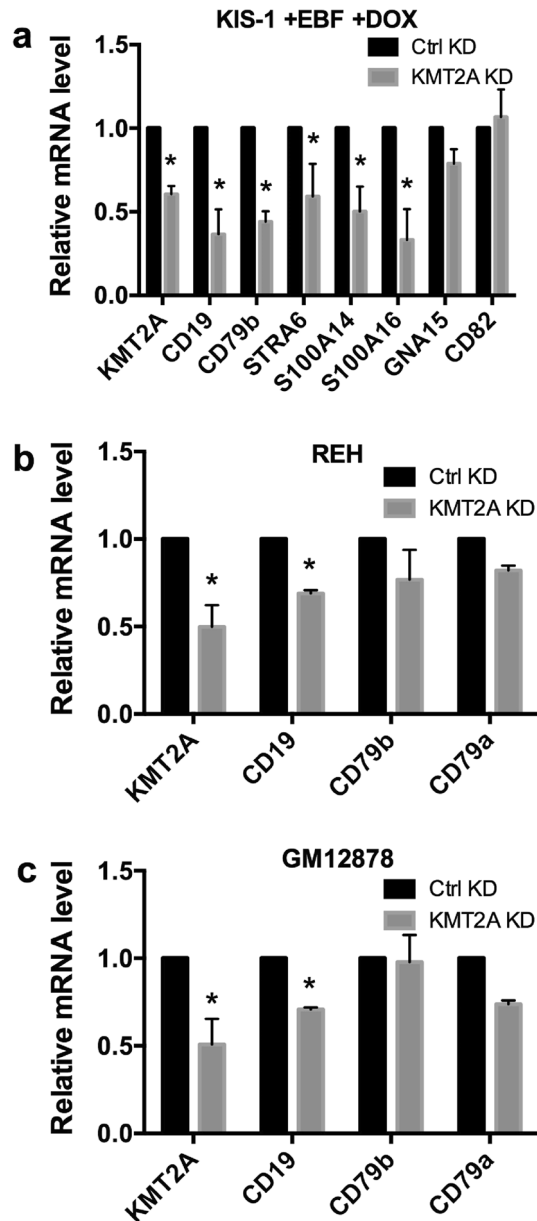 a
KIS-1 +EBF +DOX
Ctrl KD
KMT2A KD
Relative mRNA level
1.5
1.0
0.5
0.0
* * * * * *
KMT2A
CD19
CD79b
STRA6
S100A14
S100A16
GNA15
CD82
b
REH
Ctrl KD
KMT2A KD
Relative mRNA level
1.5
1.0
0.5
0.0
* *
KMT2A
CD19
CD79b
CD79a
c
GM12878
Ctrl KD
KMT2A KD
Relative mRNA level
1.5
1.0
0.5
0.0
* *
KMT2A
CD19
CD79b
CD79a